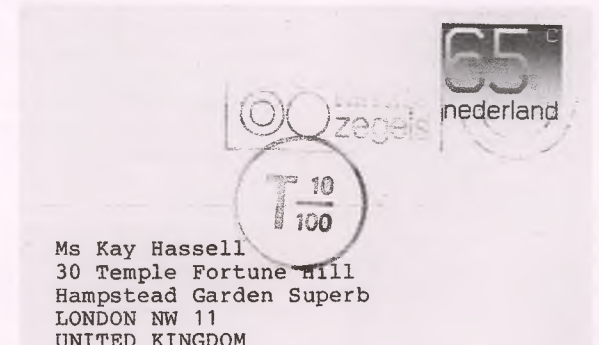 65 c
nederland
zegels
T 10/100
Ms Kay Hassell
30 Temple Fortune Hill
Hampstead Garden Superb
LONDON NW 11
UNITED KINGDOM